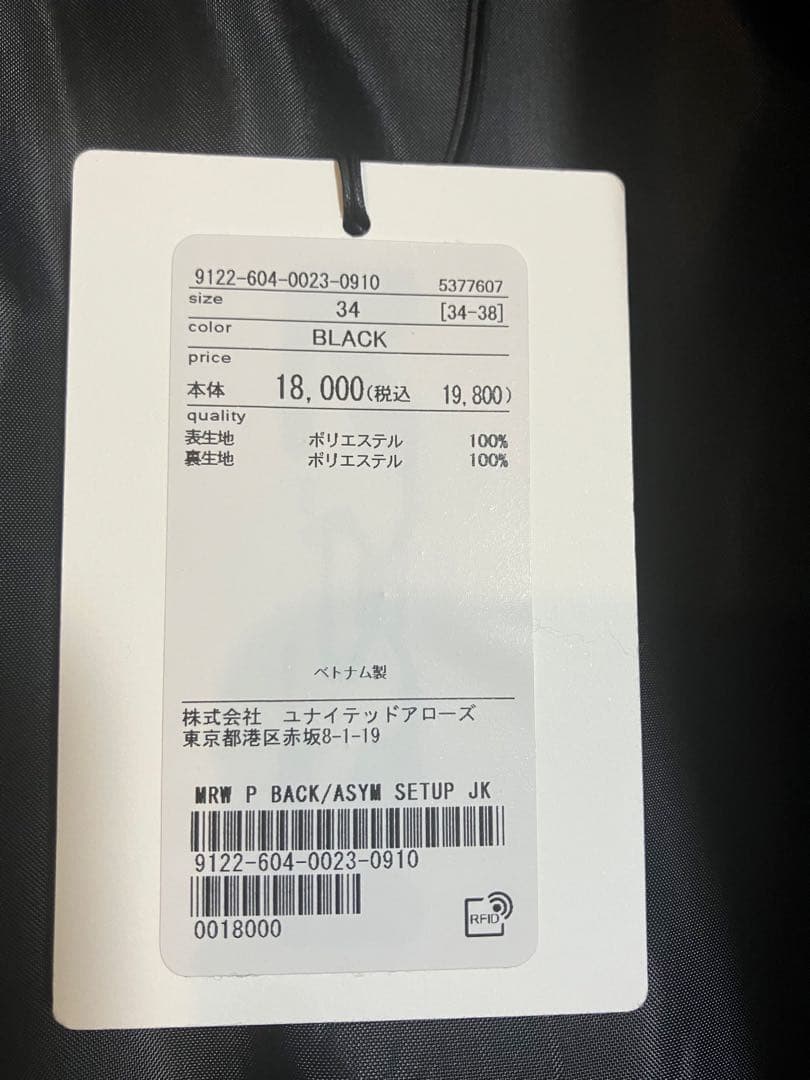 9122-604-0023-0910 5377607
size 34 [34-38]
color BLACK
price
本体 18,000(税込 19,800)
quality
表生地 ポリエステル 100%
裏生地 ポリエステル 100%
ベトナム製
株式会社 ユナイテッドアローズ
東京都港区赤坂8-1-19
MRW P BACK/ASYM SETUP JK
9122-604-0023-0910
0018000
RFID